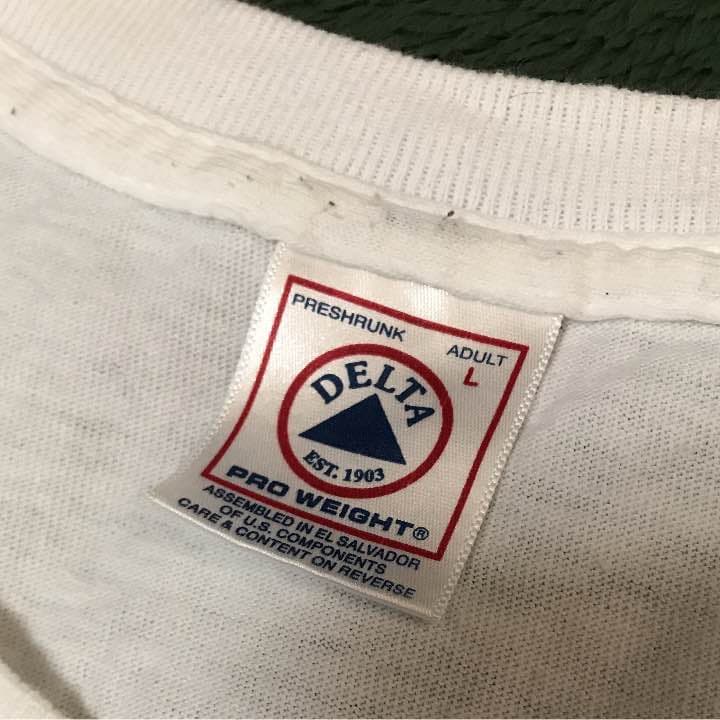 PRESHRUNK
ADULT
L
DELTA
EST. 1903
PRO WEIGHT®
ASSEMBLED IN EL SALVADOR
OF U.S. COMPONENTS
CARE & CONTENT ON REVERSE